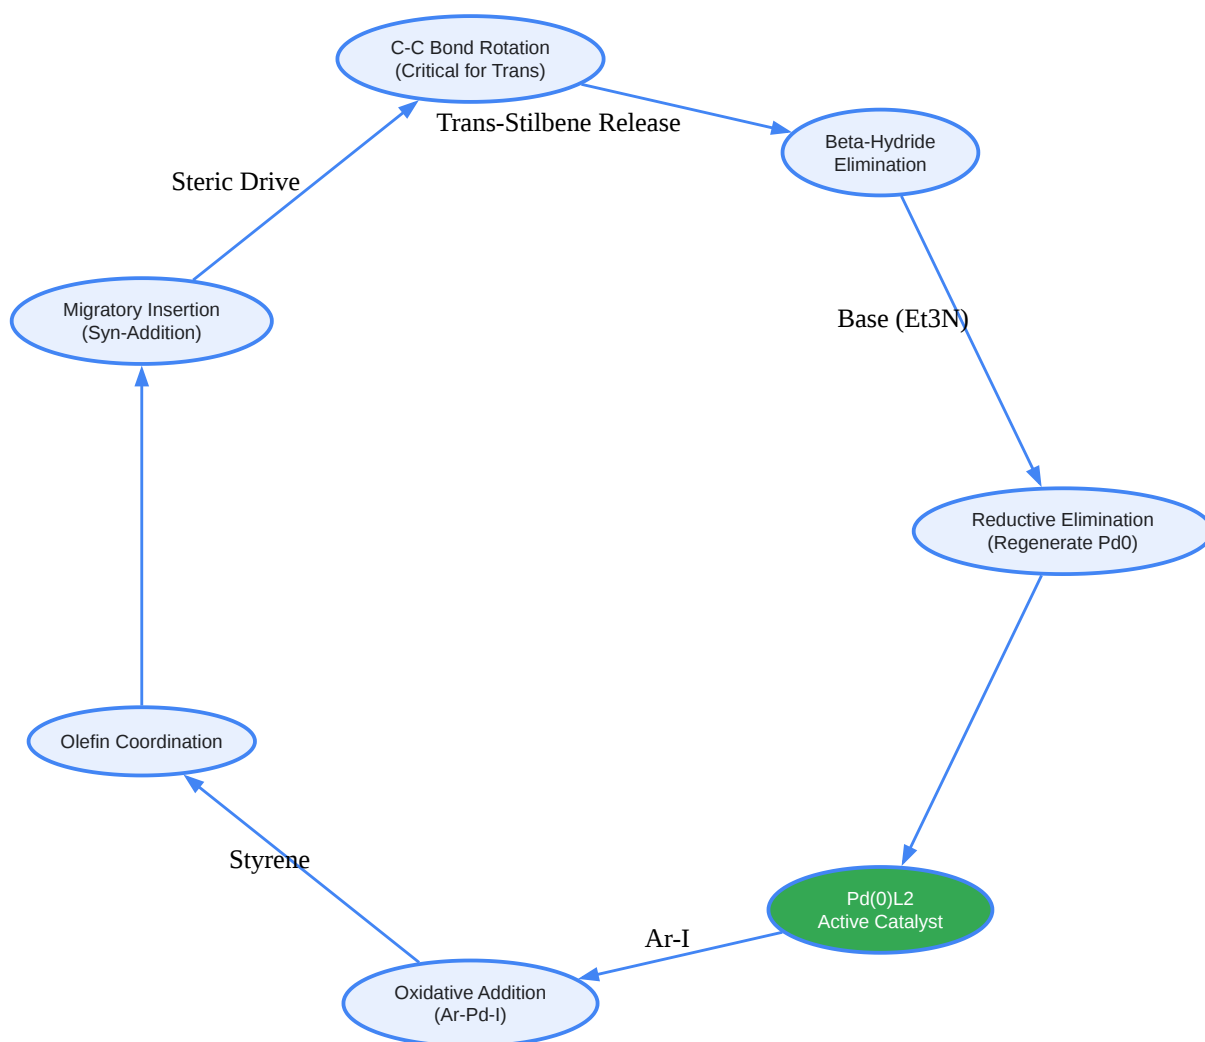 C-C Bond Rotation
(Critical for Trans)
Trans-Stilbene Release
Beta-Hydride
Elimination
Steric Drive
Migratory Insertion
(Syn-Addition)
Base (Et3N)
Reductive Elimination
(Regenerate Pd0)
Olefin Coordination
Styrene
Pd(0)L2
Active Catalyst
Ar-I
Oxidative Addition
(Ar-Pd-I)